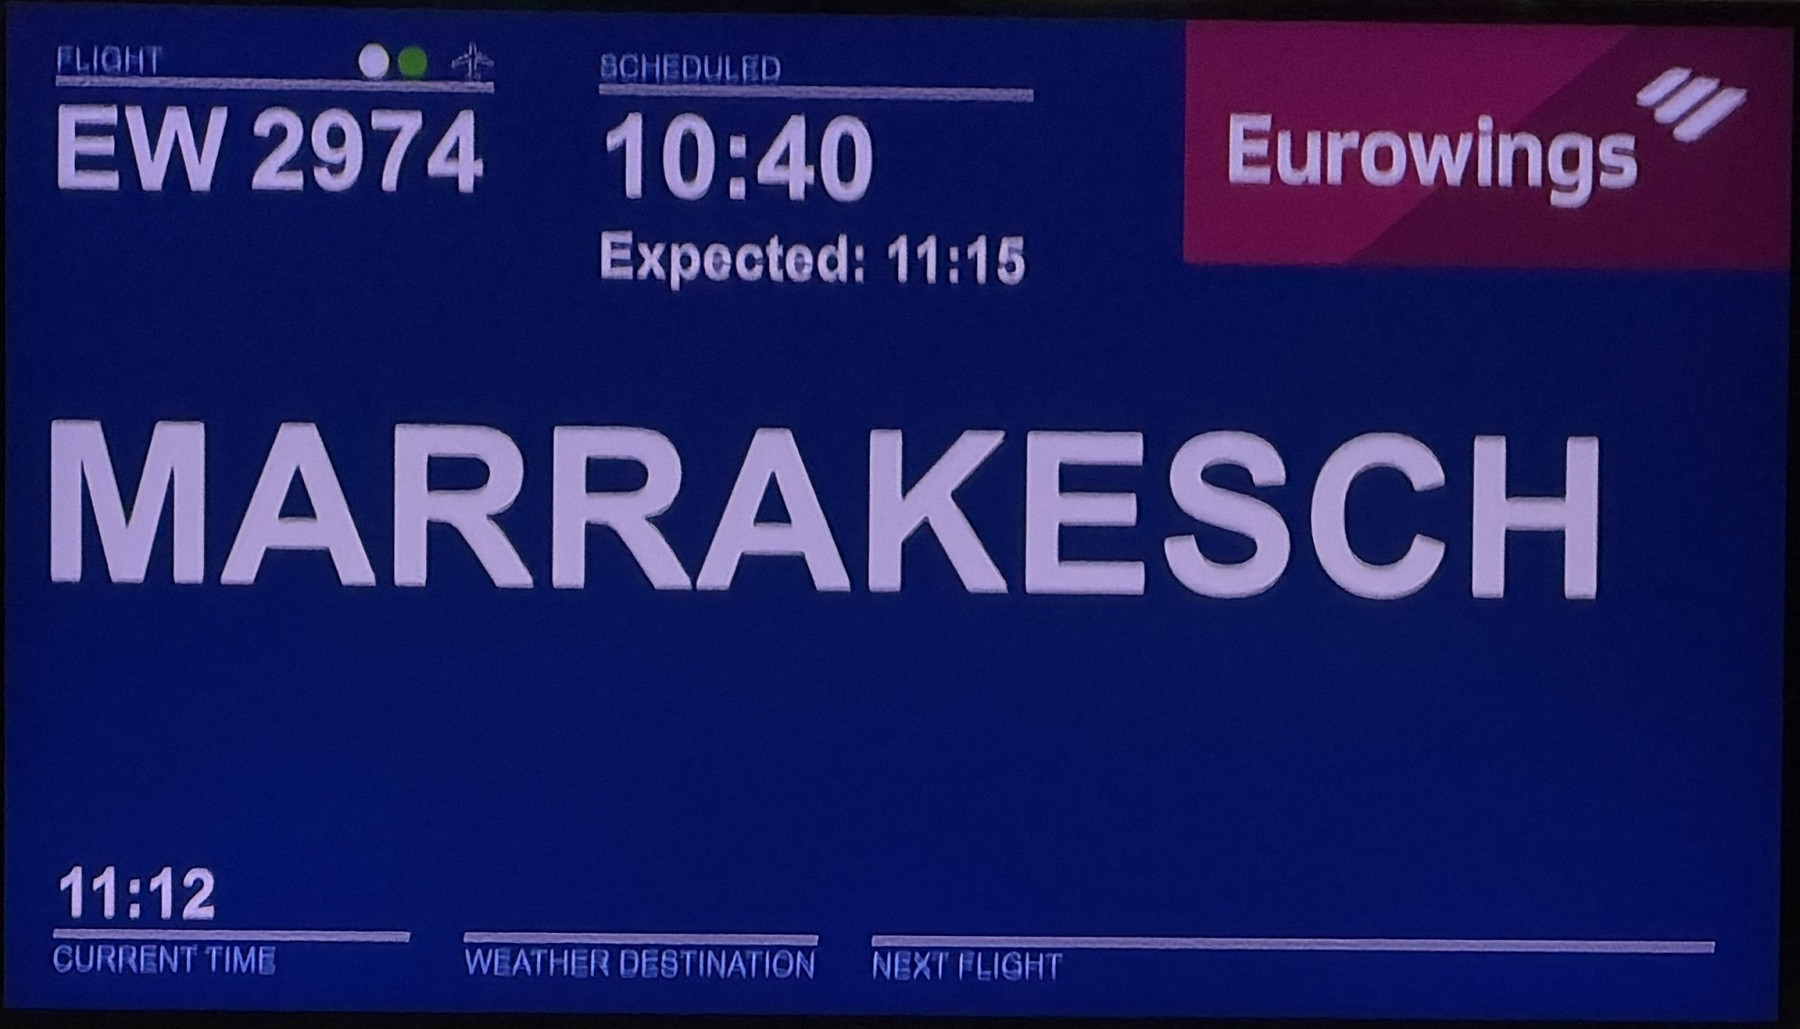 FLIGHT
SCHEDULED
EW 2974
10:40
Expected: 11:15
Eurowings
MARRAKESCH
11:12
CURRENT TIME
WEATHER DESTINATION
NEXT FLIGHT